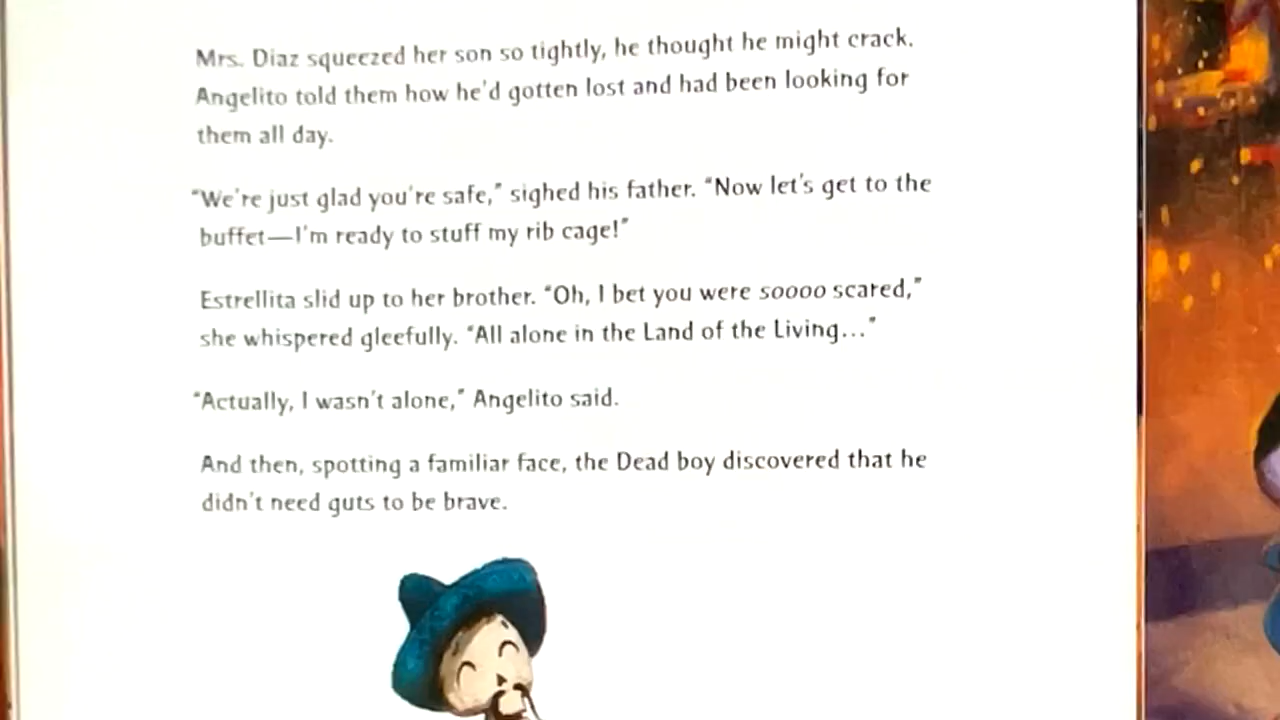 Mrs. Diaz squeezed her son so tightly, he thought he might crack.
Angelito told them how he'd gotten lost and had been looking for
them all day.
“We're just glad you're safe,” sighed his father. “Now let's get to the
buffet—I'm ready to stuff my rib cage!”
Estrellita slid up to her brother. “Oh, I bet you were soooo scared,”
she whispered gleefully. “All alone in the Land of the Living...”
“Actually, I wasn't alone,” Angelito said.
And then, spotting a familiar face, the Dead boy discovered that he
didn't need guts to be brave.